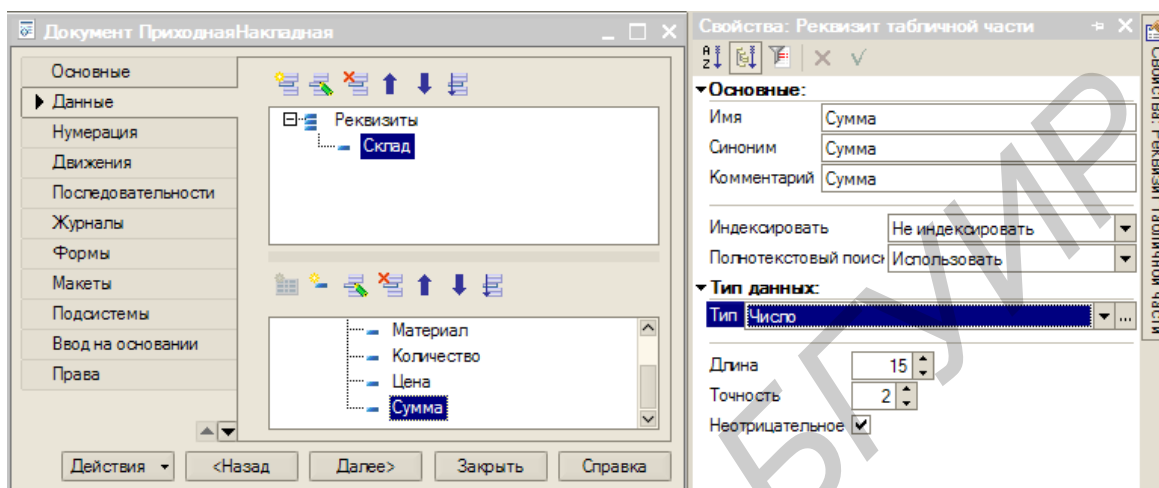 Документ ПриходнаяНакладная
Основные
Данные
Нумерация
Движения
Последовательности
Журналы
Формы
Макеты
Подсистемы
Ввод на основании
Права
Реквизиты
Склад
Материал
Количество
Цена
Сумма
Действия
<Назад
Далее>
Закрыть
Справка
Свойства: Реквизит табличной части
Основные:
Имя Сумма
Синоним Сумма
Комментарий Сумма
Индексировать Не индексировать
Полнотекстовый поиск Использовать
Тип данных:
Тип Число
Длина 15
Точность 2
Неотрицательное
Свойства: Реквизит табличной части
БГУИР